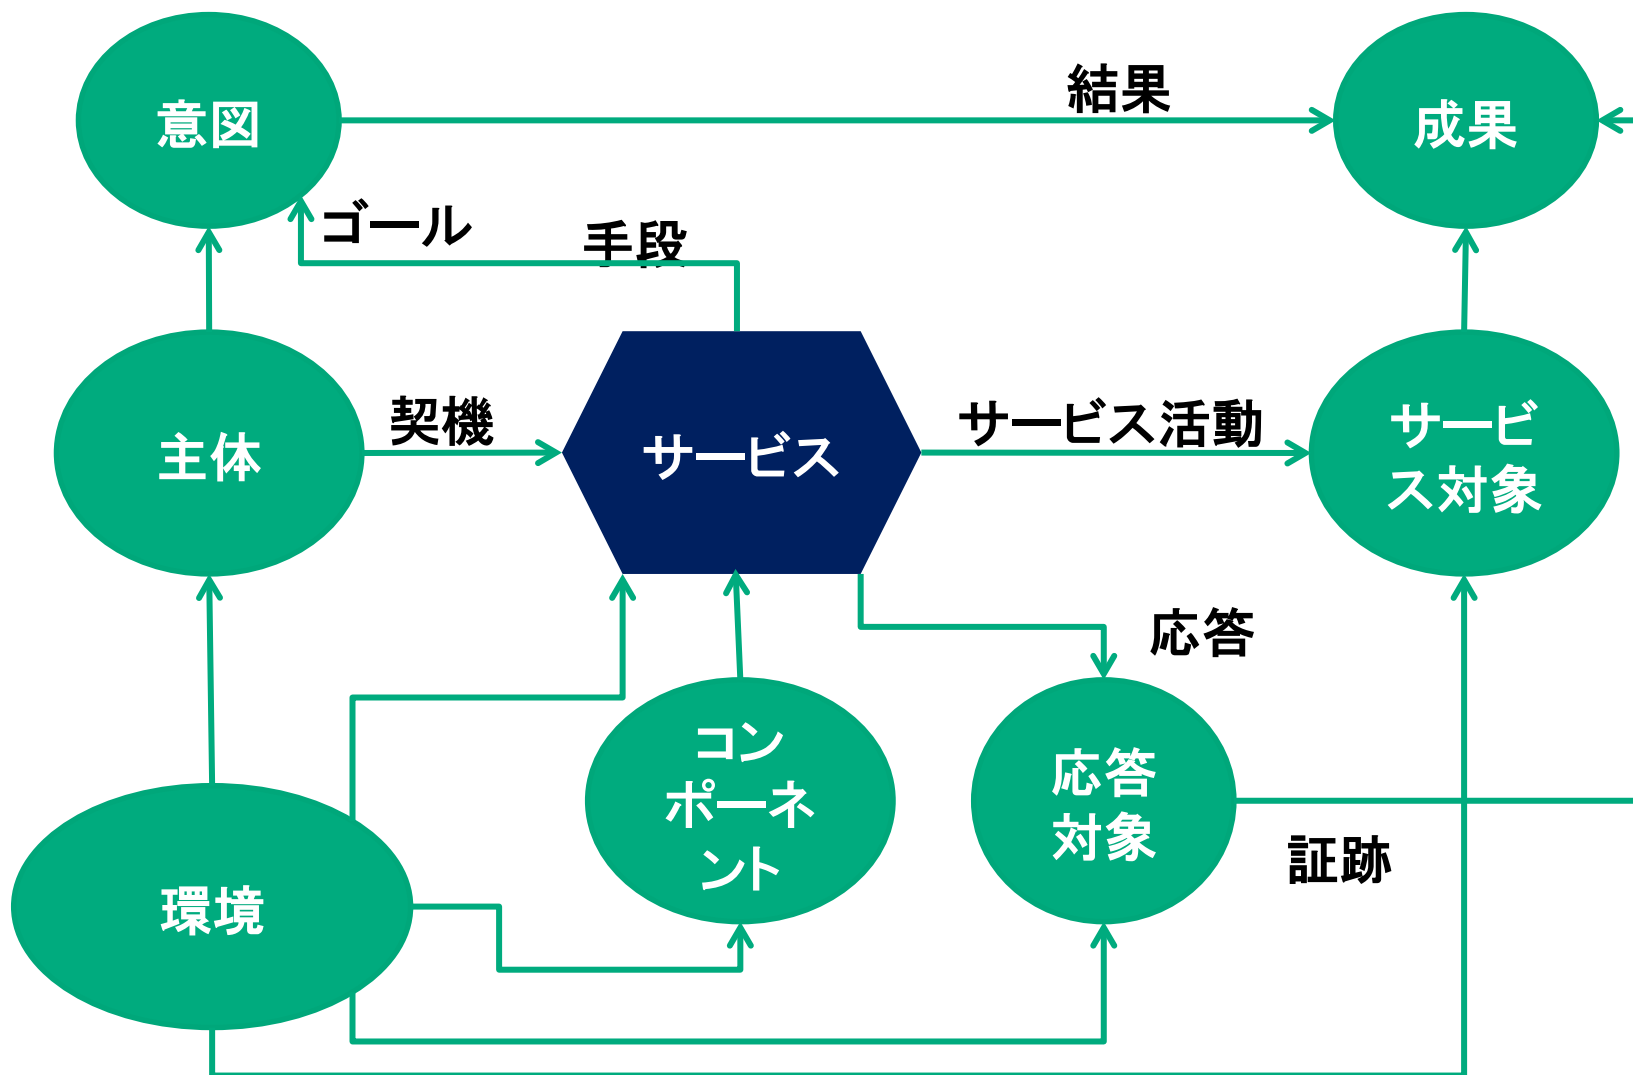 結果
意図
成果
ゴール
手段
契機
サービス活動
主体
サービス
サービ
ス対象
応答
コン
ポーネ
ント
応答
対象
証跡
環境